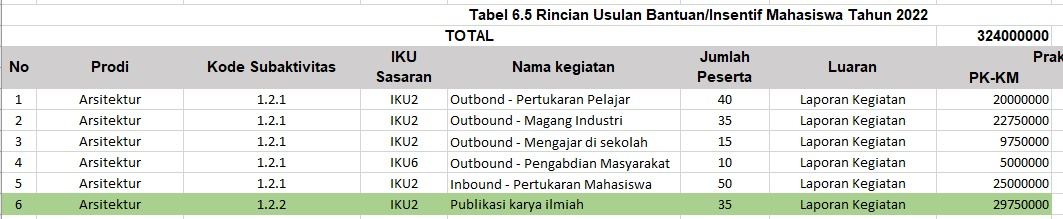 Tabel 6.5 Rincian Usulan Bantuan/Insentif Mahasiswa Tahun 2022
TOTAL 324000000
No Prodi Kode Subaktivitas IKU Sasaran Nama kegiatan Jumlah Peserta Luaran Prak
PK-KM
1 Arsitektur 1.2.1 IKU2 Outbond - Pertukaran Pelajar 40 Laporan Kegiatan 20000000
2 Arsitektur 1.2.1 IKU2 Outbound - Magang Industri 35 Laporan Kegiatan 22750000
3 Arsitektur 1.2.1 IKU2 Outbound - Mengajar di sekolah 15 Laporan Kegiatan 9750000
4 Arsitektur 1.2.1 IKU6 Outbound - Pengabdian Masyarakat 10 Laporan Kegiatan 5000000
5 Arsitektur 1.2.1 IKU2 Inbound - Pertukaran Mahasiswa 50 Laporan Kegiatan 25000000
6 Arsitektur 1.2.2 IKU2 Publikasi karya ilmiah 35 Laporan Kegiatan 29750000